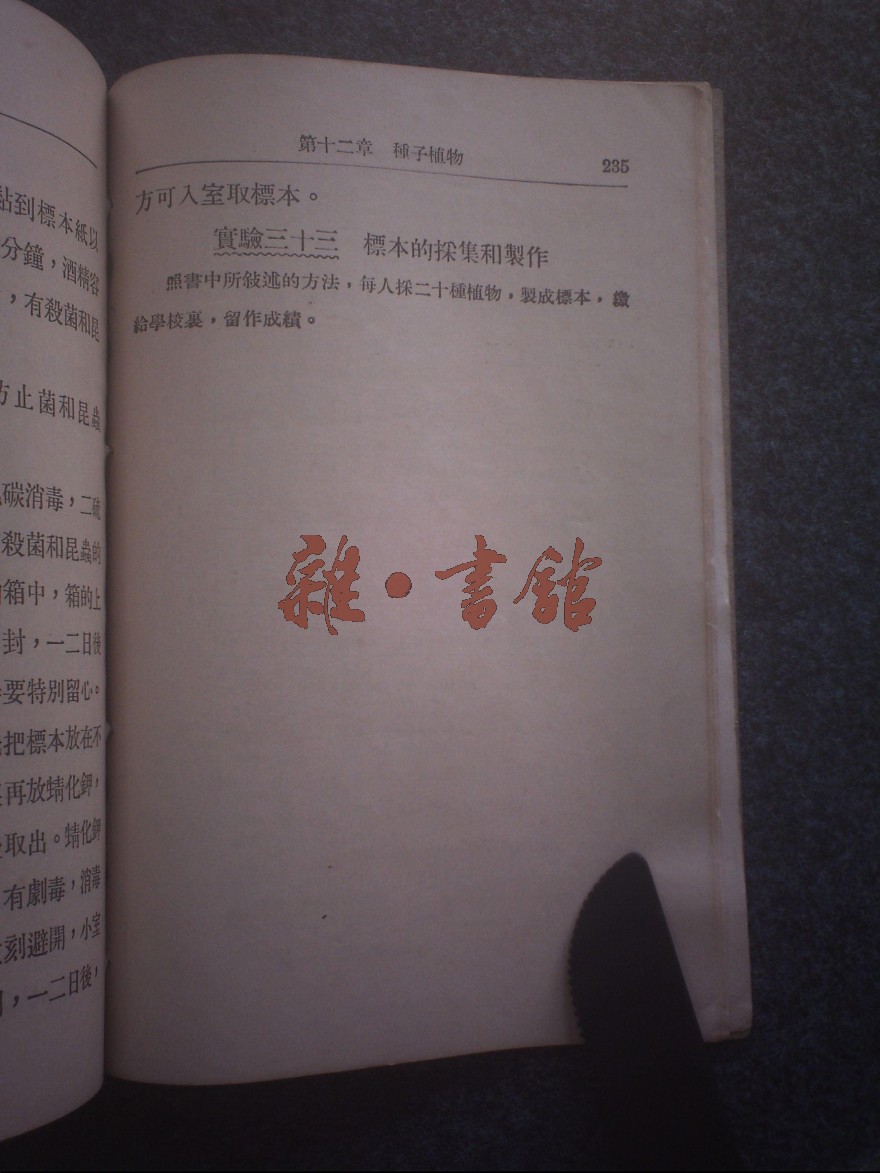 黏到標本紙以
分鐘，酒精容
，有殺菌和昆
防止菌和昆蟲
碳消毒，二硫
殺菌和昆蟲的
箱中，箱的上
封，一二日後
要特別留心。
把標本放在不
再放蜻化鉀，
取出。蜻化鉀
有劇毒，消毒
刻避開，小室
，一二日後，
第十二章　種子植物　235
方可入室取標本。
實驗三十三　標本的採集和製作
照書中所敍述的方法，每人採二十種植物，製成標本，繳
給學校裏，留作成績。
雜·書館